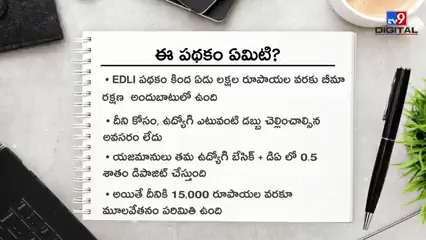 TV9
DIGITAL
ఈ పథకం ఏమిటి?
• EDLI పథకం కింద ఏడు లక్షల రూపాయల వరకు బీమా
రక్షణ అందుబాటులో ఉంది
• దీని కోసం, ఉద్యోగి ఎటువంటి డబ్బు చెల్లించాల్సిన
అవసరం లేదు
• యజమానులు తమ ఉద్యోగి బేసిక్ + డిఏ లో 0.5
శాతం డిపాజిట్ చేస్తుంది
• అయితే దీనికి 15,000 రూపాయల వరకూ
మూలవేతనం పరిమితి ఉంది